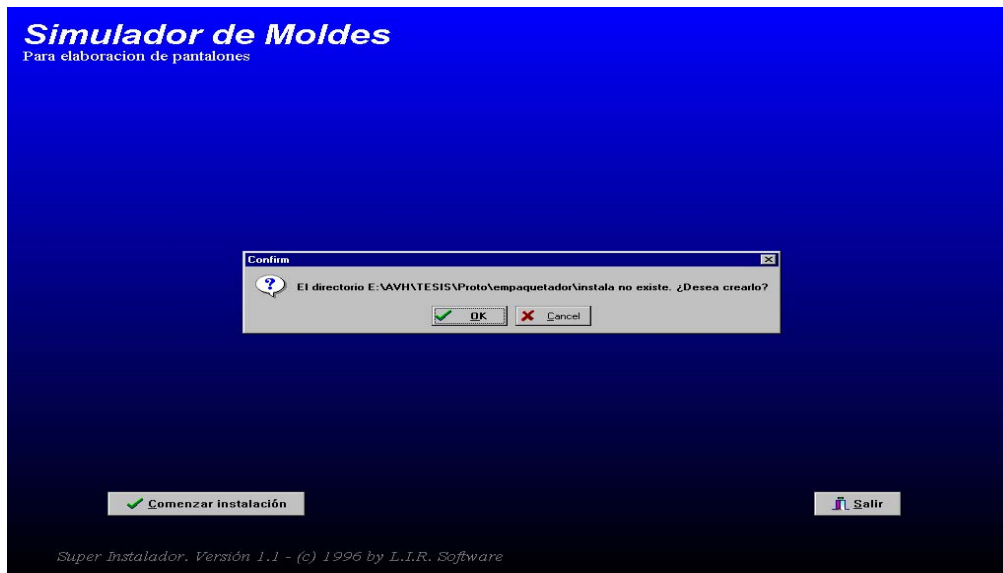 Simulador de Moldes
Para elaboracion de pantalones
Confirm
El directorio E:\AVH\TESIS\Proto\empaquetador\instala no existe. ¿Desea crearlo?
OK
Cancel
Comenzar instalación
Salir
Super Instalador. Versión 1.1 - (c) 1996 by L.I.R. Software